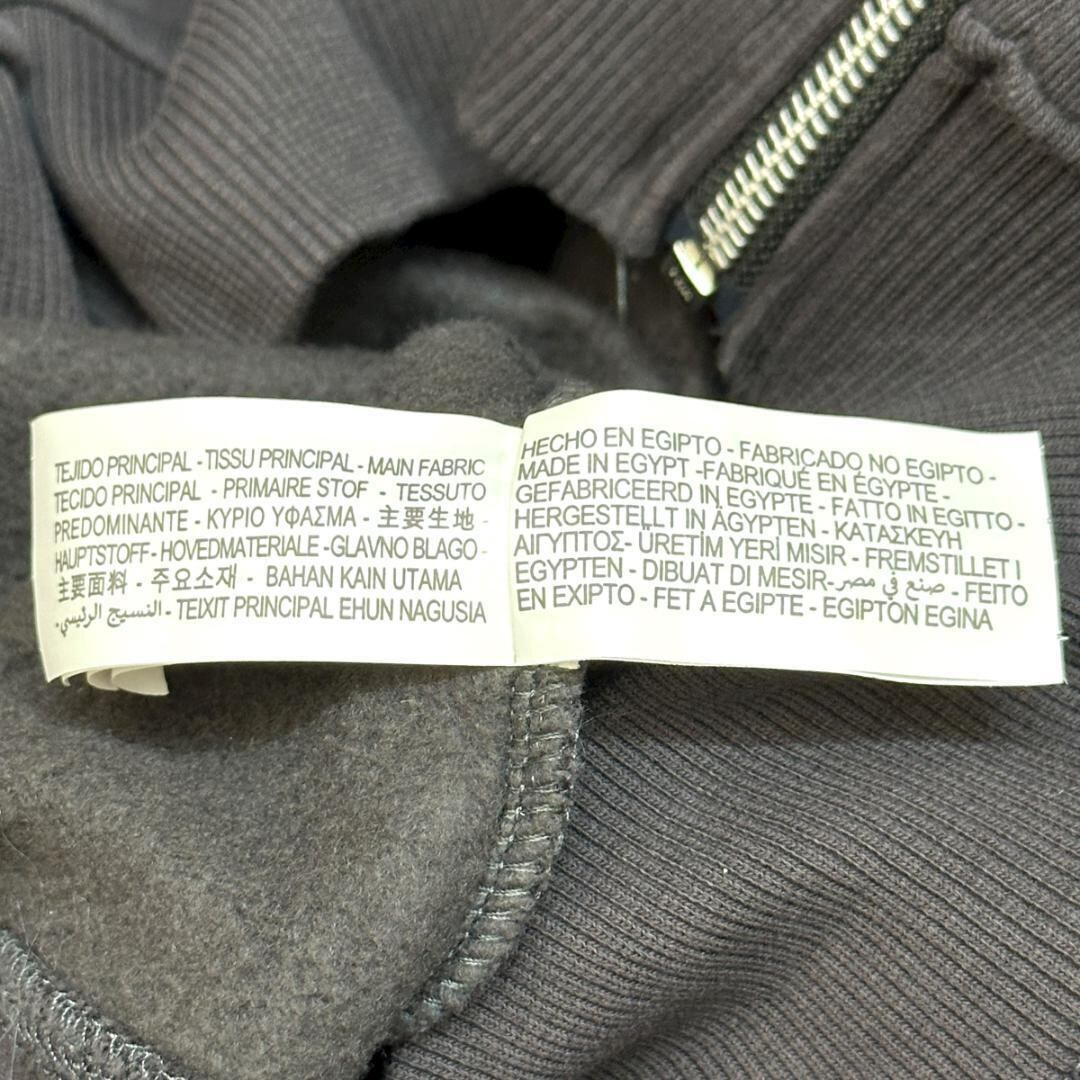 TEJIDO PRINCIPAL - TISSU PRINCIPAL - MAIN FABRIC
TECIDO PRINCIPAL - PRIMAIRE STOF - TESSUTO
PREDOMINANTE - ΚΥΡΙΟ ΥΦΑΣΜΑ - 主要生地 -
HAUPTSTOFF - HOVEDMATERIALE - GLAVNO BLAGO -
主要面料 - 주요소재 - BAHAN KAIN UTAMA
النسيج الرئيسي - TEIXIT PRINCIPAL EHUN NAGUSIA
HECHO EN EGIPTO - FABRICADO NO EGIPTO -
MADE IN EGYPT -FABRIQUÉ EN ÉGYPTE -
GEFABRICEERD IN EGYPTE - FATTO IN EGITTO -
HERGESTELLT IN ÄGYPTEN - ΚΑΤΑΣΚΕΥΗ
ΑΙΓΥΠΤΟΣ- ÜRETİM YERİ MISIR - FREMSTILLET I
EGYPTEN - DIBUAT DI MESIR- صنع في مصر - FEITO
EN EXIPTO - FET A EGIPTE - EGIPTON EGINA